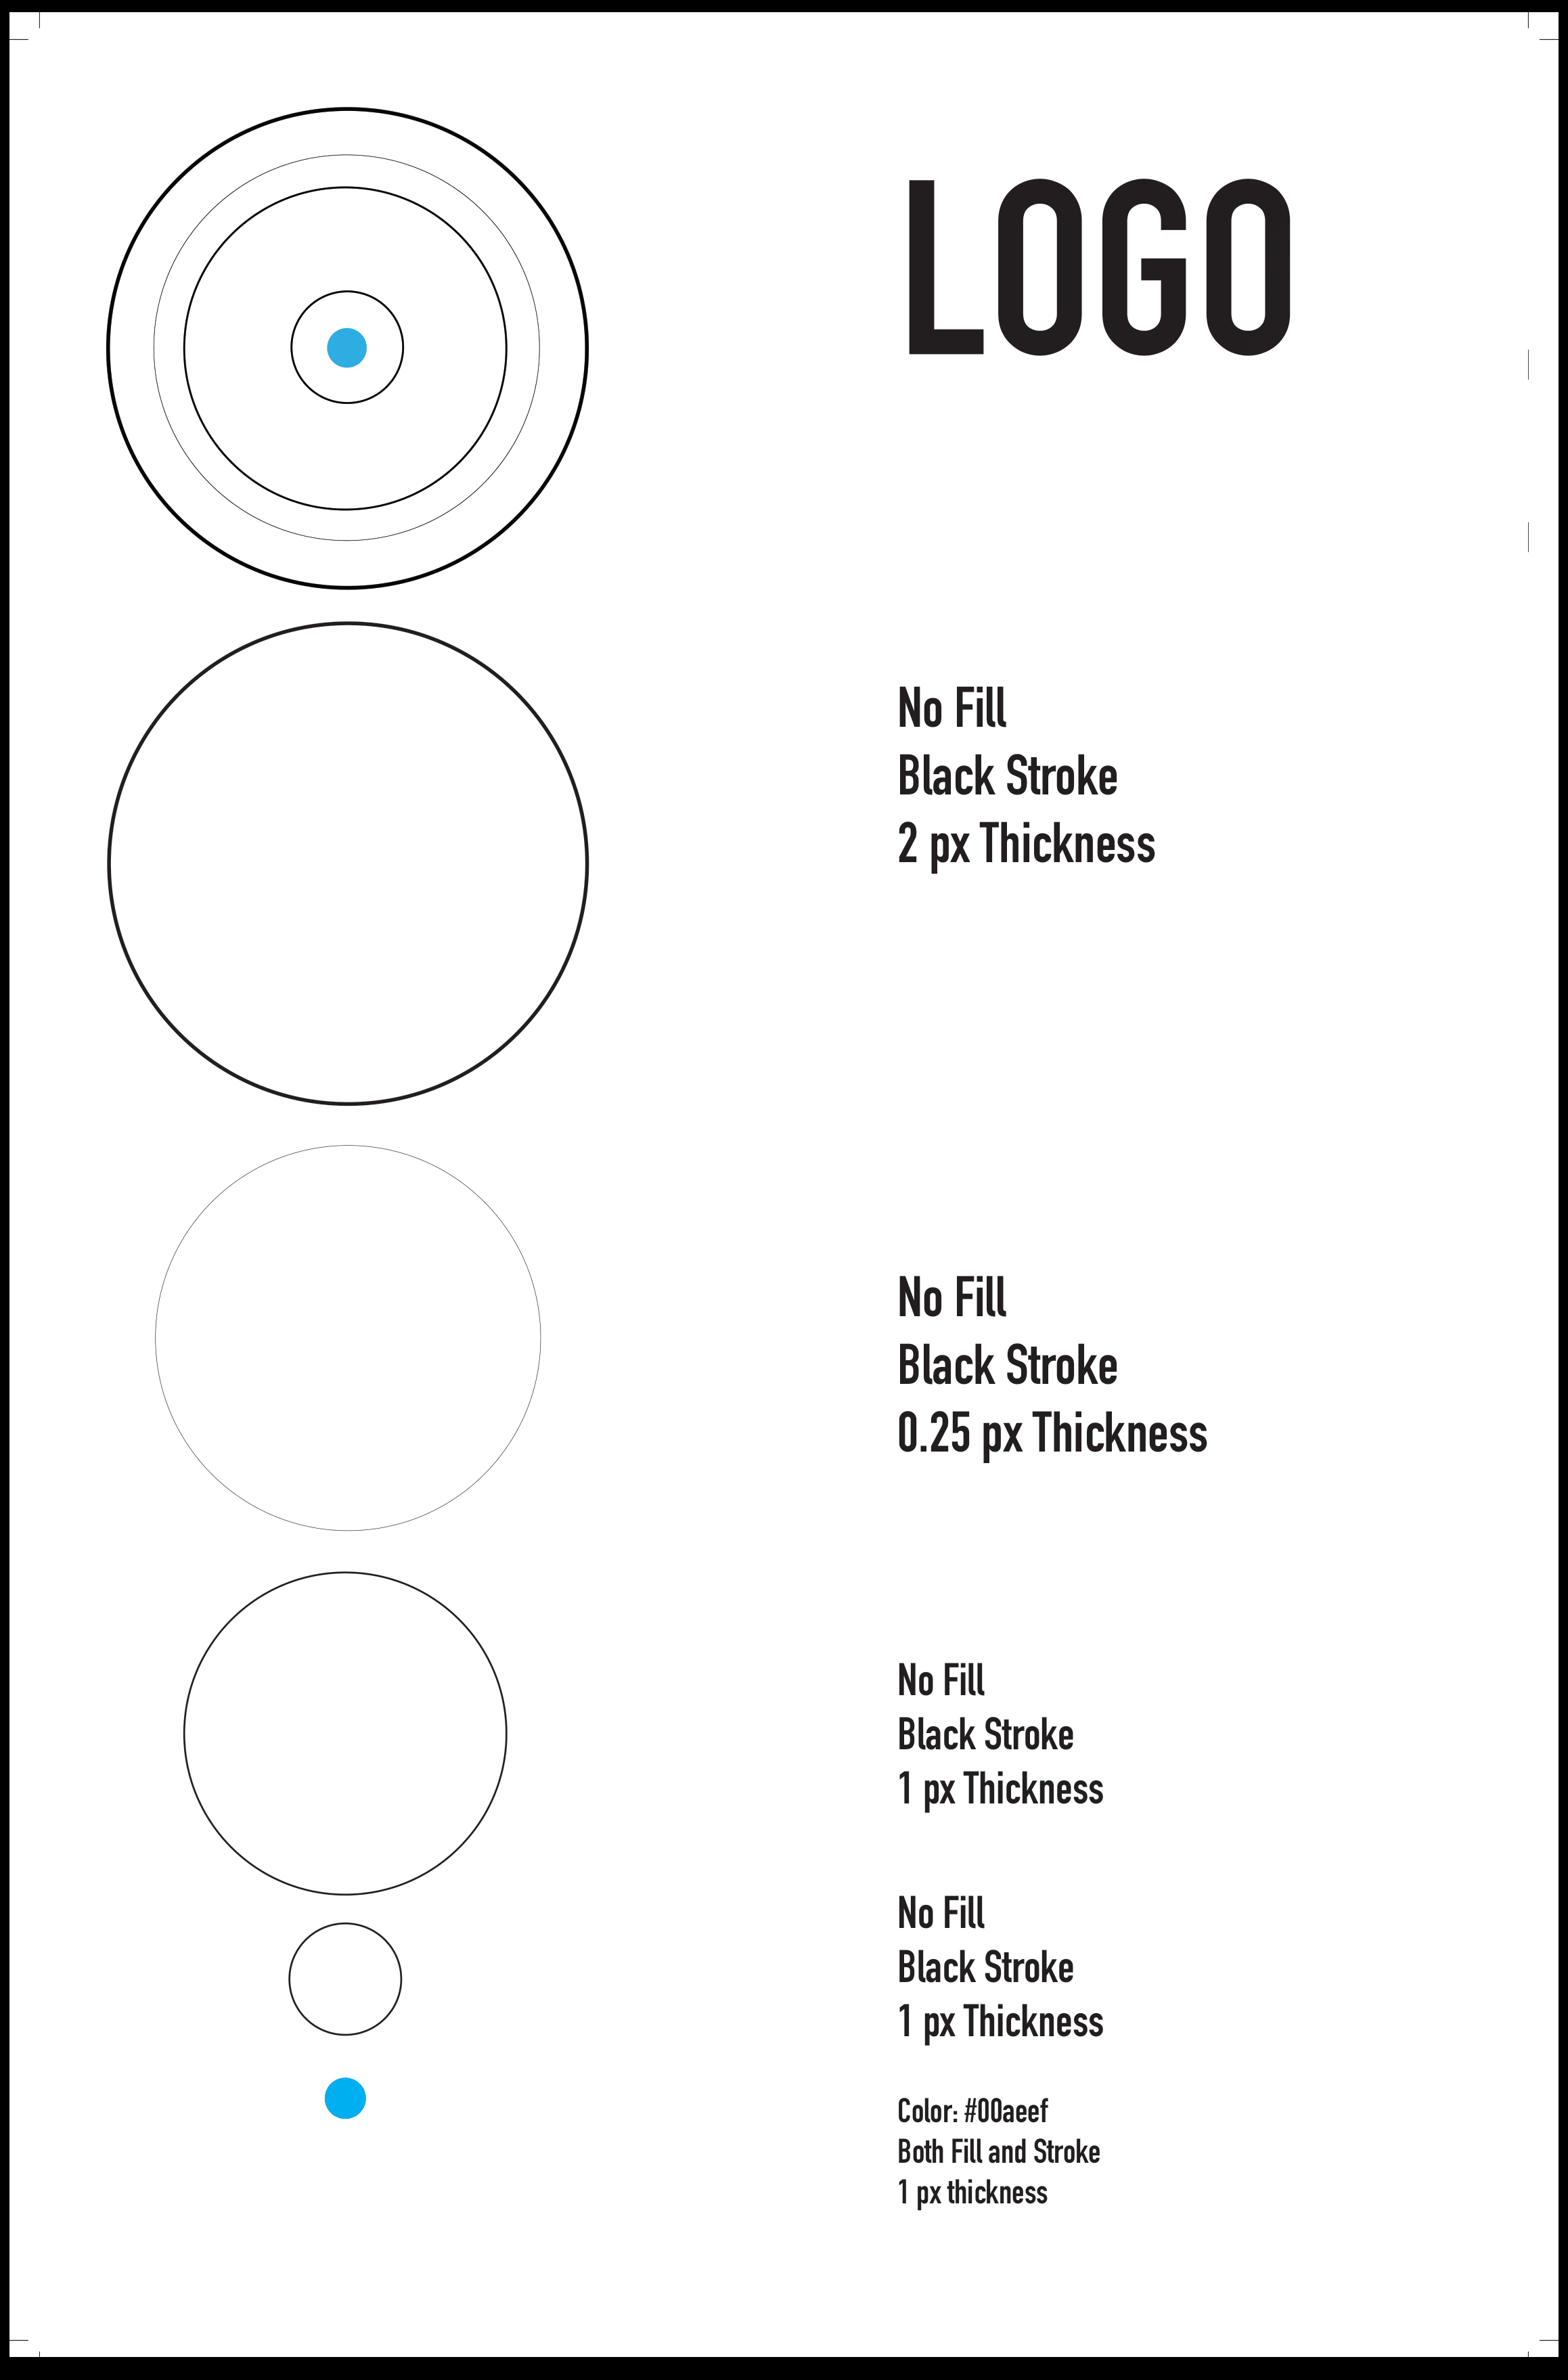 LOGO
No Fill
Black Stroke
2 px Thickness
No Fill
Black Stroke
0.25 px Thickness
No Fill
Black Stroke
1 px Thickness
No Fill
Black Stroke
1 px Thickness
Color: #00aeef
Both Fill and Stroke
1 px thickness